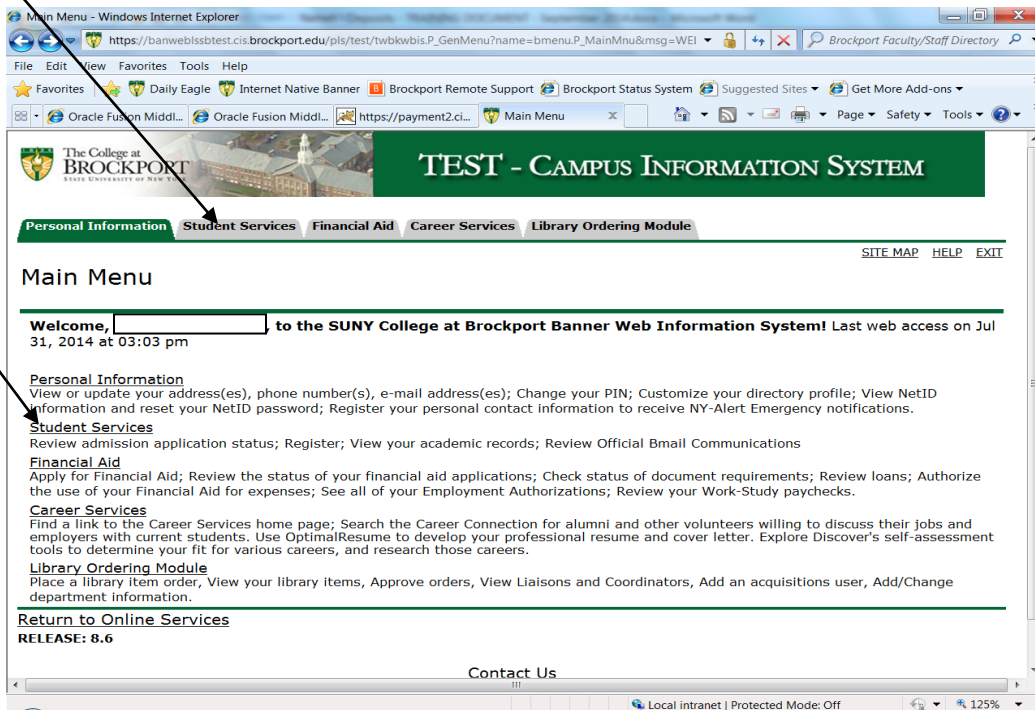 Main Menu - Windows Internet Explorer
https://banweblssbtest.cis.brockport.edu/pls/test/twbkwbis.P_GenMenu?name=bmenu.P_MainMnu&msg=WEI
Brockport Faculty/Staff Directory
File Edit View Favorites Tools Help
Favorites Daily Eagle Internet Native Banner Brockport Remote Support Brockport Status System Suggested Sites Get More Add-ons
Oracle Fusion Middl... Oracle Fusion Middl... https://payment2.ci... Main Menu x Page Safety Tools
The College at
BROCKPORT
STATE UNIVERSITY OF NEW YORK
TEST - CAMPUS INFORMATION SYSTEM
Personal Information Student Services Financial Aid Career Services Library Ordering Module
SITE MAP HELP EXIT
Main Menu
Welcome, , to the SUNY College at Brockport Banner Web Information System! Last web access on Jul
31, 2014 at 03:03 pm
Personal Information
View or update your address(es), phone number(s), e-mail address(es); Change your PIN; Customize your directory profile; View NetID
information and reset your NetID password; Register your personal contact information to receive NY-Alert Emergency notifications.
Student Services
Review admission application status; Register; View your academic records; Review Official Bmail Communications
Financial Aid
Apply for Financial Aid; Review the status of your financial aid applications; Check status of document requirements; Review loans; Authorize
the use of your Financial Aid for expenses; See all of your Employment Authorizations; Review your Work-Study paychecks.
Career Services
Find a link to the Career Services home page; Search the Career Connection for alumni and other volunteers willing to discuss their jobs and
employers with current students. Use OptimalResume to develop your professional resume and cover letter. Explore Discover's self-assessment
tools to determine your fit for various careers, and research those careers.
Library Ordering Module
Place a library item order, View your library items, Approve orders, View Liaisons and Coordinators, Add an acquisitions user, Add/Change
department information.
Return to Online Services
RELEASE: 8.6
Contact Us
Local intranet | Protected Mode: Off 125%